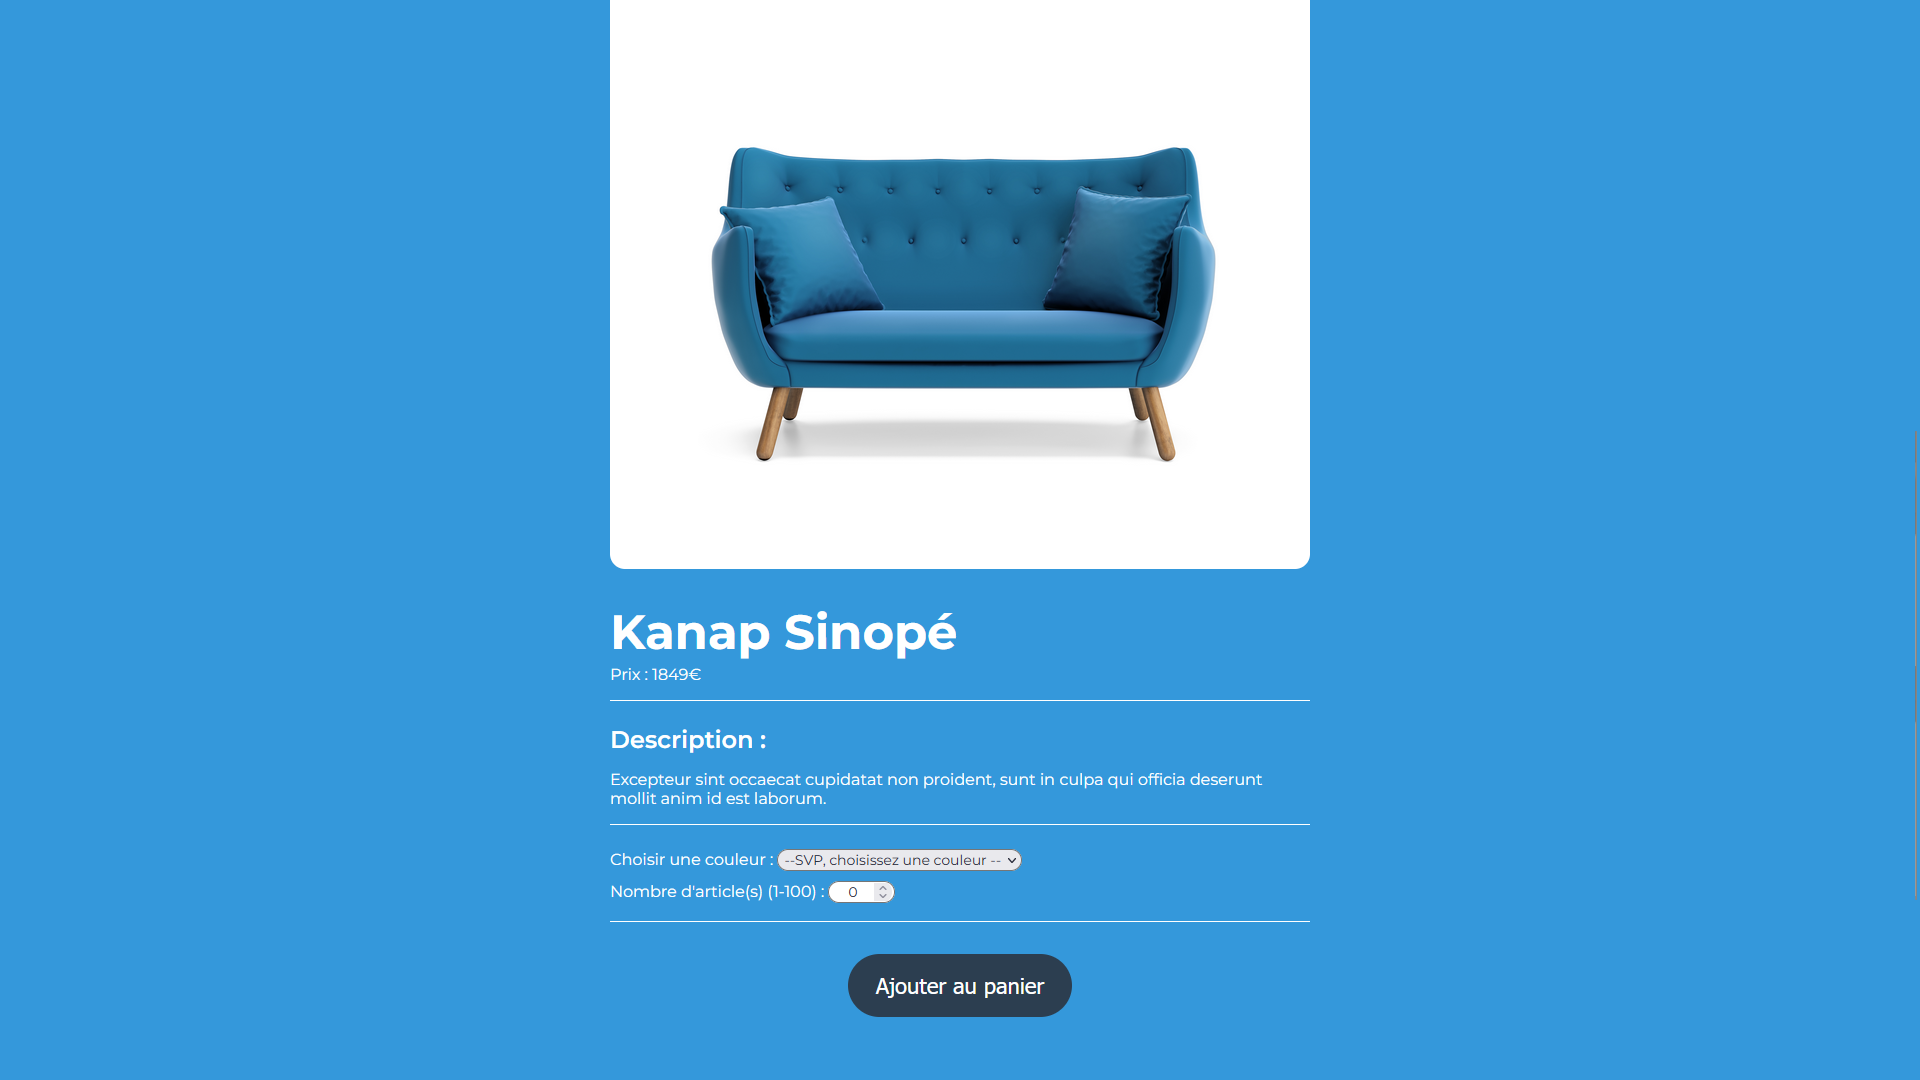 Kanap Sinopé
Prix : 1849€
Description :
Excepteur sint occaecat cupidatat non proident, sunt in culpa qui officia deserunt
mollit anim id est laborum.
Choisir une couleur : --SVP, choisissez une couleur --
Nombre d'article(s) (1-100) : 0
Ajouter au panier